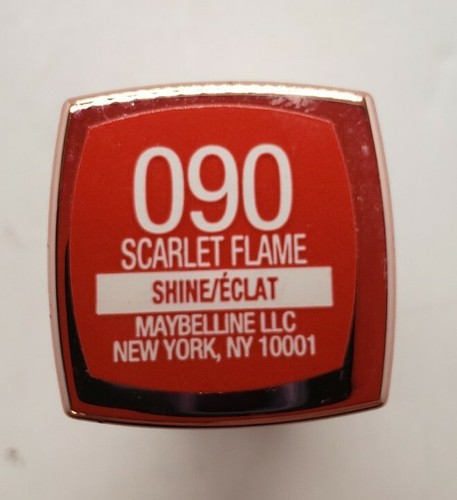 090
SCARLET FLAME
SHINE/ÉCLAT
MAYBELLINE LLC
NEW YORK, NY 10001